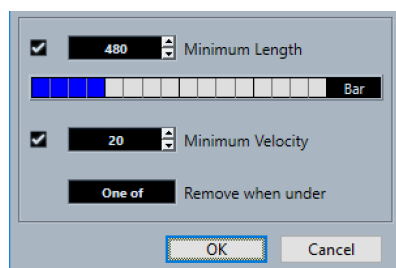 480 Minimum Length
Bar
20 Minimum Velocity
One of Remove when under
OK Cancel